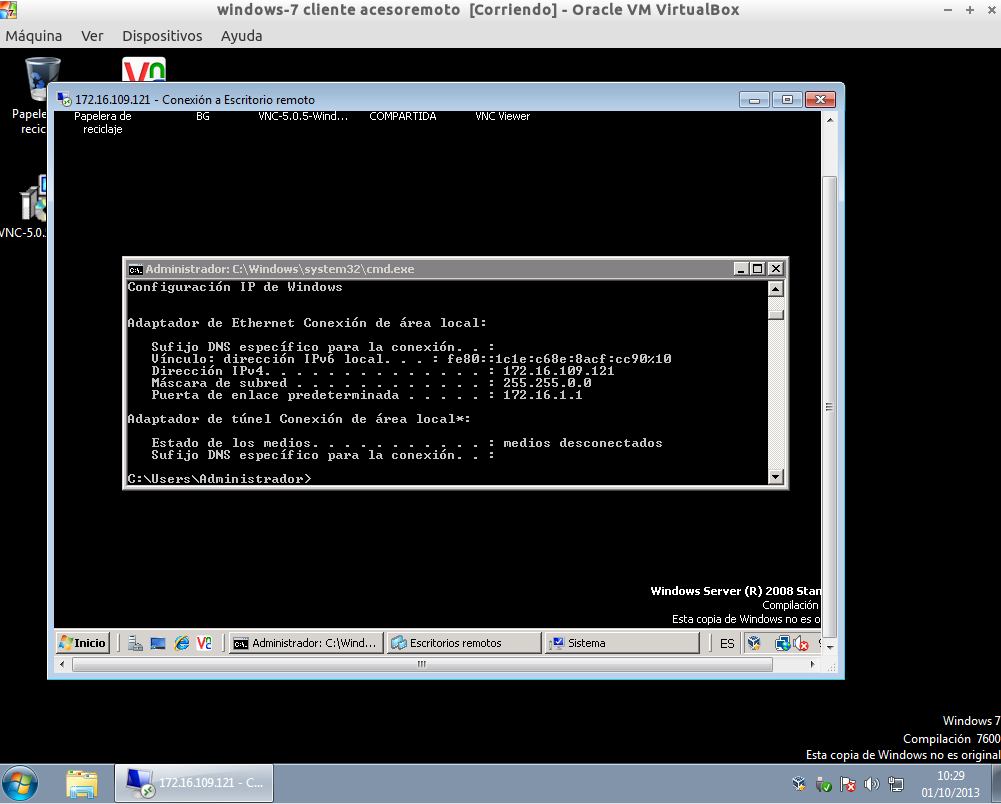 windows-7 cliente acesoremoto [Corriendo] - Oracle VM VirtualBox
Máquina Ver Dispositivos Ayuda
Papele
recic
VNC-5.0.
172.16.109.121 - Conexión a Escritorio remoto
Papelera de
reciclaje
BG
VNC-5.0.5-Wind...
COMPARTIDA
VNC Viewer
Administrador: C:\Windows\system32\cmd.exe
Configuración IP de Windows
Adaptador de Ethernet Conexión de área local:
Sufijo DNS específico para la conexión. . :
Vínculo: dirección IPv6 local. . . : fe80::1c1e:c68e:8acf:cc90%10
Dirección IPv4. . . . . . . . . . . . . . : 172.16.109.121
Máscara de subred . . . . . . . . . . . . : 255.255.0.0
Puerta de enlace predeterminada . . . . . : 172.16.1.1
Adaptador de túnel Conexión de área local*:
Estado de los medios. . . . . . . . . . . : medios desconectados
Sufijo DNS específico para la conexión. . :
C:\Users\Administrador>
Windows Server (R) 2008 Stan
Compilación
Esta copia de Windows no es o
Inicio
Administrador: C:\Wind...
Escritorios remotos
Sistema
ES
Windows 7
Compilación 7600
Esta copia de Windows no es original
172.16.109.121 - C...
10:29
01/10/2013